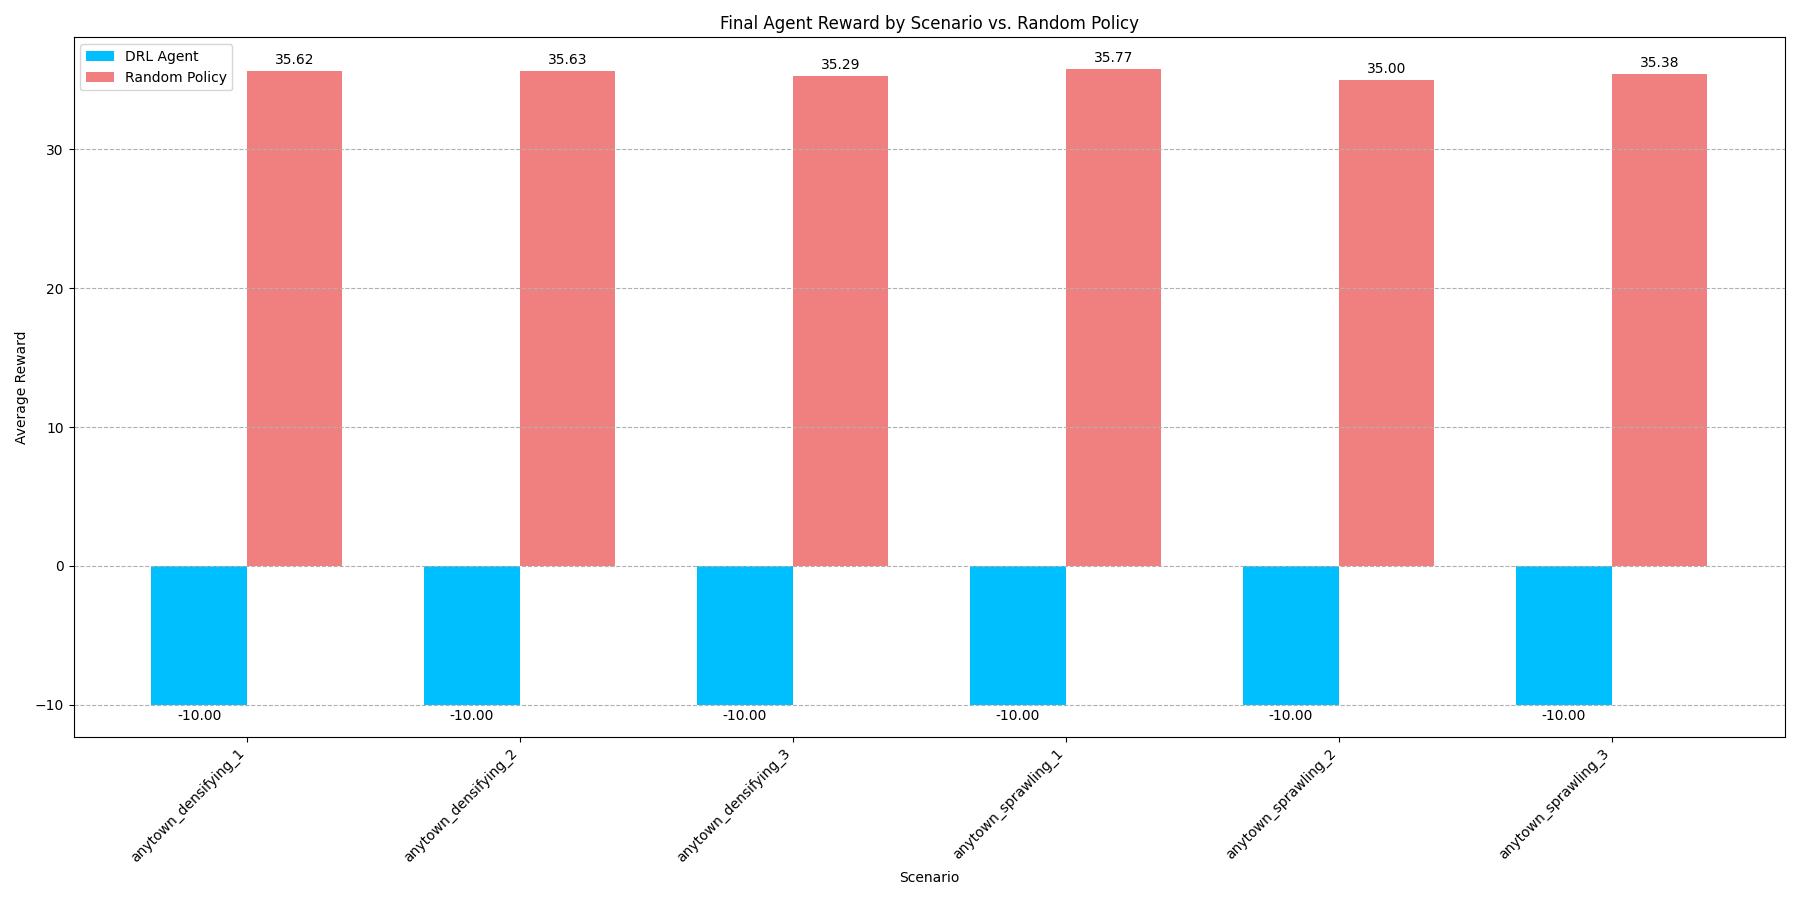 Final Agent Reward by Scenario vs. Random Policy
DRL Agent
Random Policy
35.62
35.63
35.29
35.77
35.00
35.38
30
20
10
0
−10
Average Reward
-10.00
-10.00
-10.00
-10.00
-10.00
-10.00
anytown_densifying_1
anytown_densifying_2
anytown_densifying_3
anytown_sprawling_1
anytown_sprawling_2
anytown_sprawling_3
Scenario